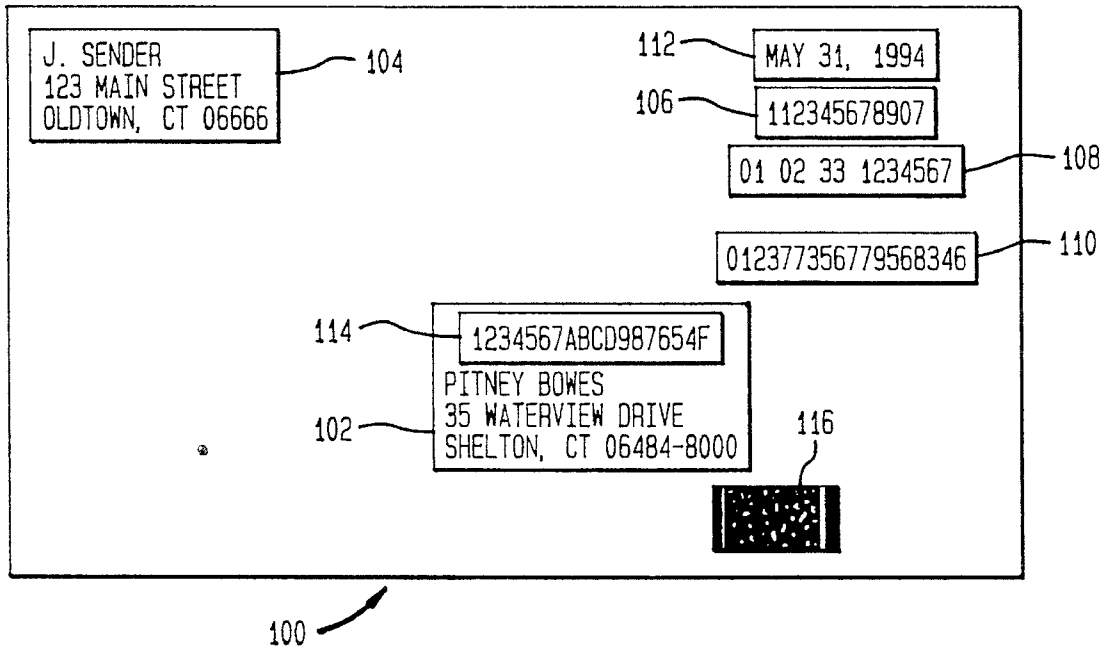 J. SENDER
123 MAIN STREET
OLDTOWN, CT 06666
104
112
MAY 31, 1994
106
112345678907
01 02 33 1234567
108
012377356779568346
110
114
1234567ABCD987654F
PITNEY BOWES
35 WATERVIEW DRIVE
SHELTON, CT 06484-8000
102
116
100